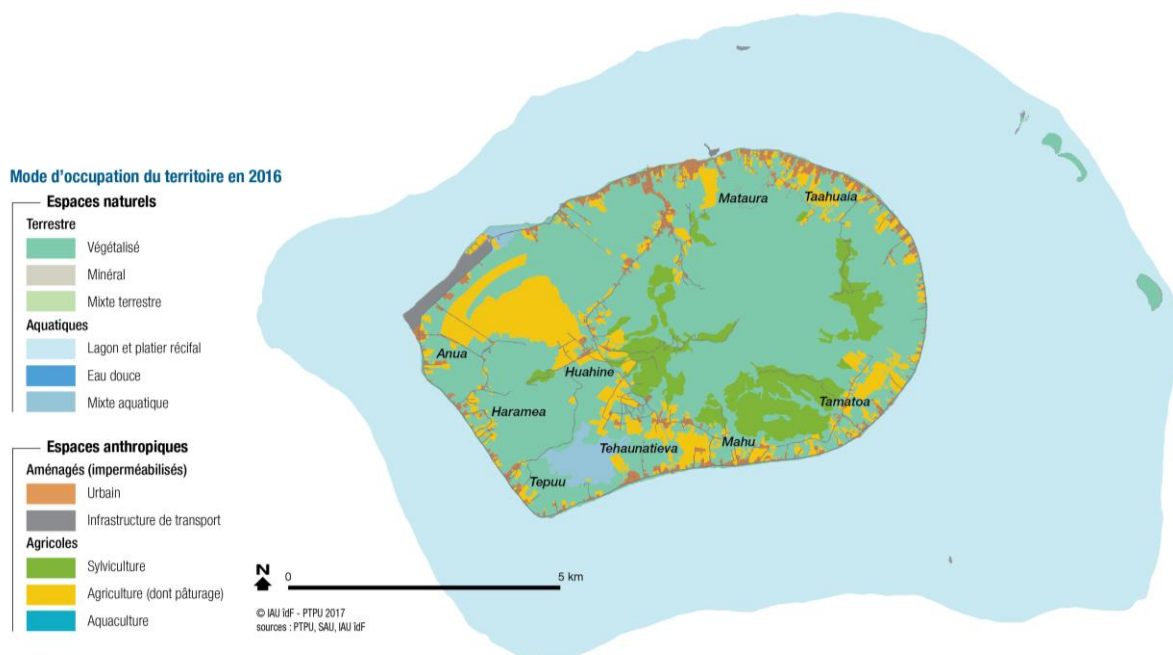 Mode d'occupation du territoire en 2016
Espaces naturels
Terrestre
Végétalisé
Minéral
Mixte terrestre
Aquatiques
Lagon et platier récifal
Eau douce
Mixte aquatique
Espaces anthropiques
Aménagés (imperméabilisés)
Urbain
Infrastructure de transport
Agricoles
Sylviculture
Agriculture (dont pâturage)
Aquaculture
Mataura
Taahuaia
Anua
Huahine
Haramea
Tamatoa
Mahu
Tehaunatieva
Tepuu
N
0
5 km
© IAU îdF - PTPU 2017
sources : PTPU, SAU, IAU îdF